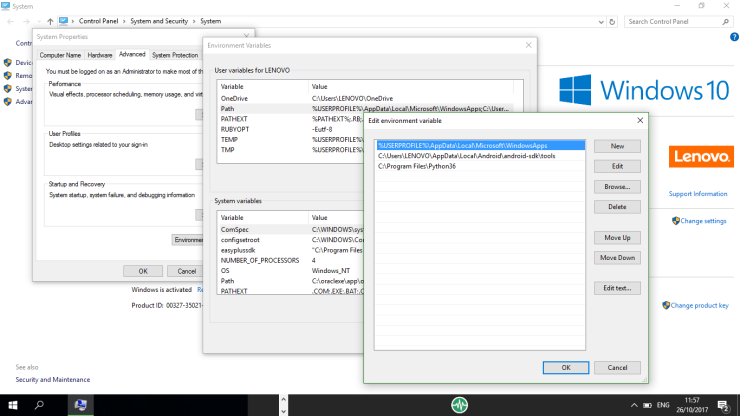 System
Control Panel > System and Security > System
Search Control Panel
System Properties
Computer Name Hardware Advanced System Protection
You must be logged on as an Administrator to make most of
Performance
Visual effects, processor scheduling, memory usage, and
User Profiles
Desktop settings related to your sign-in
Startup and Recovery
System startup, system failure, and debugging information
OK Cancel
Windows is activated
Product ID: 00327-35021-
See also
Security and Maintenance
Environment Variables
User variables for LENOVO
Variable Value
OneDrive C:\Users\LENOVO\OneDrive
Path %USERPROFILE%\AppData\Local\Microsoft\WindowsApps;C:\User...
PATHEXT %PATHEXT%;.RB;
RUBYOPT -Eutf-8
TEMP %USERPROFILE%
TMP %USERPROFILE%
System variables
Variable Value
ComSpec C:\WINDOWS\sys
configsetroot C:\WINDOWS\Co
easyplussdk "C:\Program Files
NUMBER_OF_PROCESSORS 4
OS Windows_NT
Path C:\oraclexe\app\o
PATHEXT .COM;.EXE;.BAT;.
Edit environment variable
%USERPROFILE%\AppData\Local\Microsoft\WindowsApps
C:\Users\LENOVO\AppData\Local\Android\android-sdk\tools
C:\Program Files\Python36
New
Edit
Browse...
Delete
Move Up
Move Down
Edit text...
OK Cancel
Windows 10
Lenovo
Support Information
Change settings
Change product key
ENG
11:57
26/10/2017
2